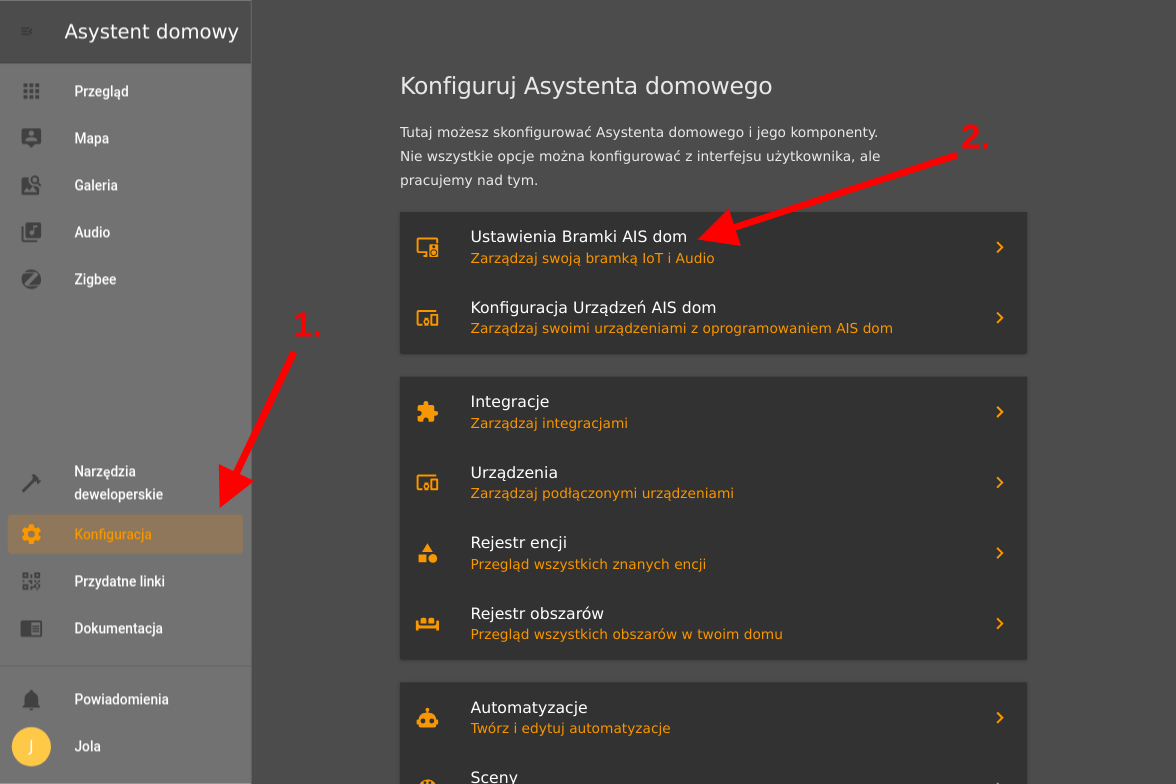 Asystent domowy
Przegląd
Mapa
Galeria
Audio
Zigbee
Narzędzia
deweloperskie
Konfiguracja
Przydatne linki
Dokumentacja
Powiadomienia
J
Jola
1.
Konfiguruj Asystenta domowego
Tutaj możesz skonfigurować Asystenta domowego i jego komponenty.
Nie wszystkie opcje można konfigurować z interfejsu użytkownika, ale
pracujemy nad tym.
2.
Ustawienia Bramki AIS dom
Zarządzaj swoją bramką IoT i Audio
Konfiguracja Urządzeń AIS dom
Zarządzaj swoimi urządzeniami z oprogramowaniem AIS dom
Integracje
Zarządzaj integracjami
Urządzenia
Zarządzaj podłączonymi urządzeniami
Rejestr encji
Przegląd wszystkich znanych encji
Rejestr obszarów
Przegląd wszystkich obszarów w twoim domu
Automatyzacje
Twórz i edytuj automatyzacje
Sceny